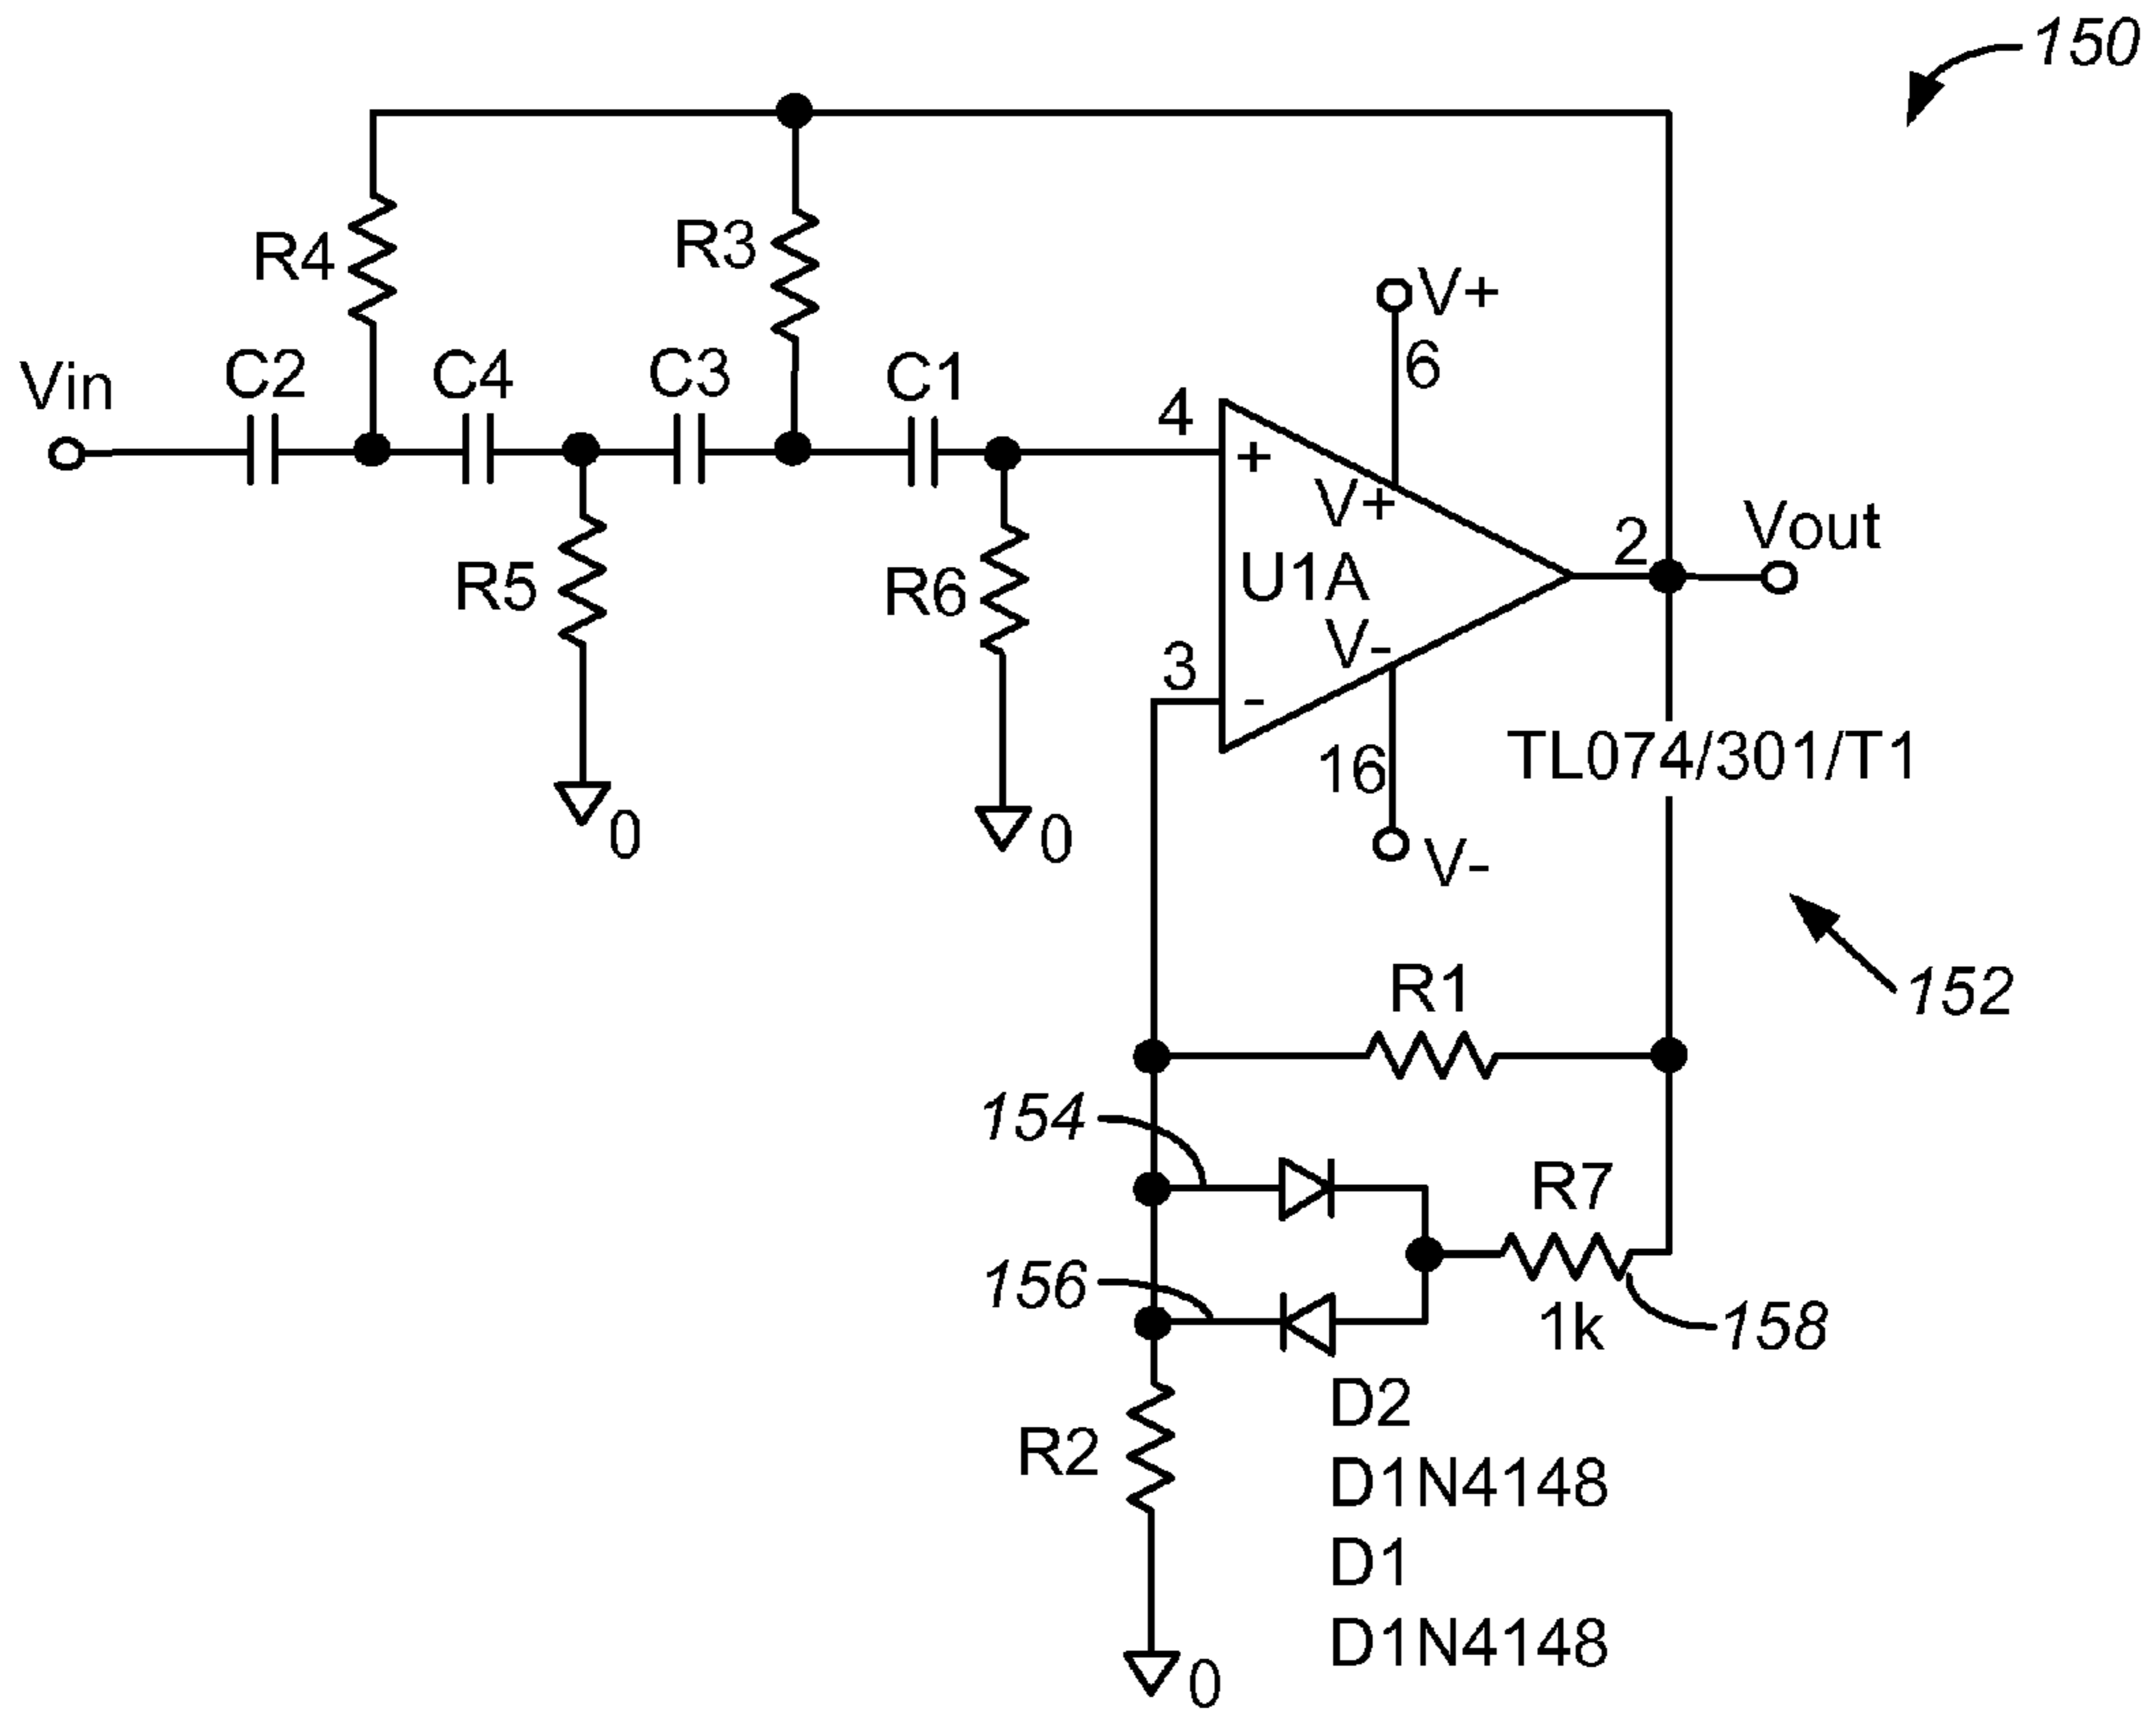 150
R4
R3
V+
6
Vin
C2
C4
C3
C1
4
+
V+
2
Vout
U1A
R5
R6
V-
3
-
16
TL074/301/T1
0
0
V-
152
R1
154
R7
156
1k
158
D2
R2
D1N4148
D1
D1N4148
0